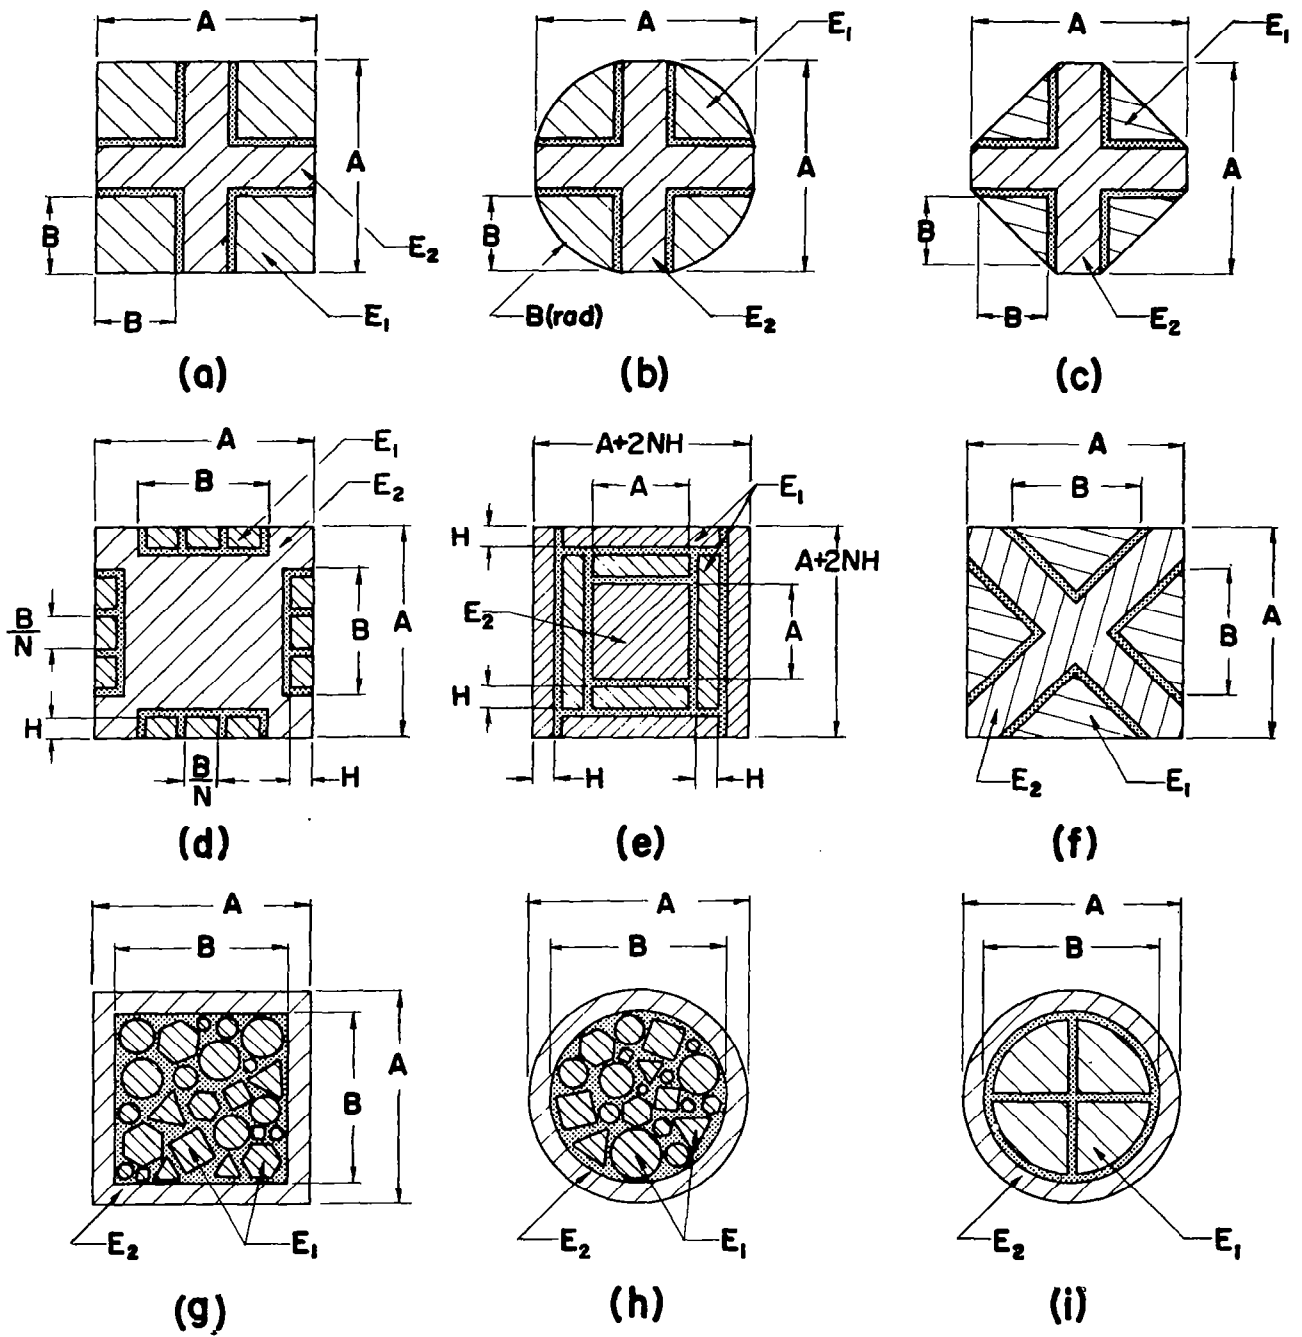 A
A
B
B
E₂
E₁
(a)
A
E₁
A
B
B(rad)
E₂
(b)
A
E₁
A
B
B
E₂
(c)
A
E₁
B
E₂
B
N
B
A
H
B
N
H
(d)
A+2NH
A
E₁
H
A+2NH
E₂
A
H
H
H
(e)
A
B
A
B
E₂
E₁
(f)
A
B
A
B
E₂
E₁
(g)
A
B
E₂
E₁
(h)
A
B
E₂
E₁
(i)